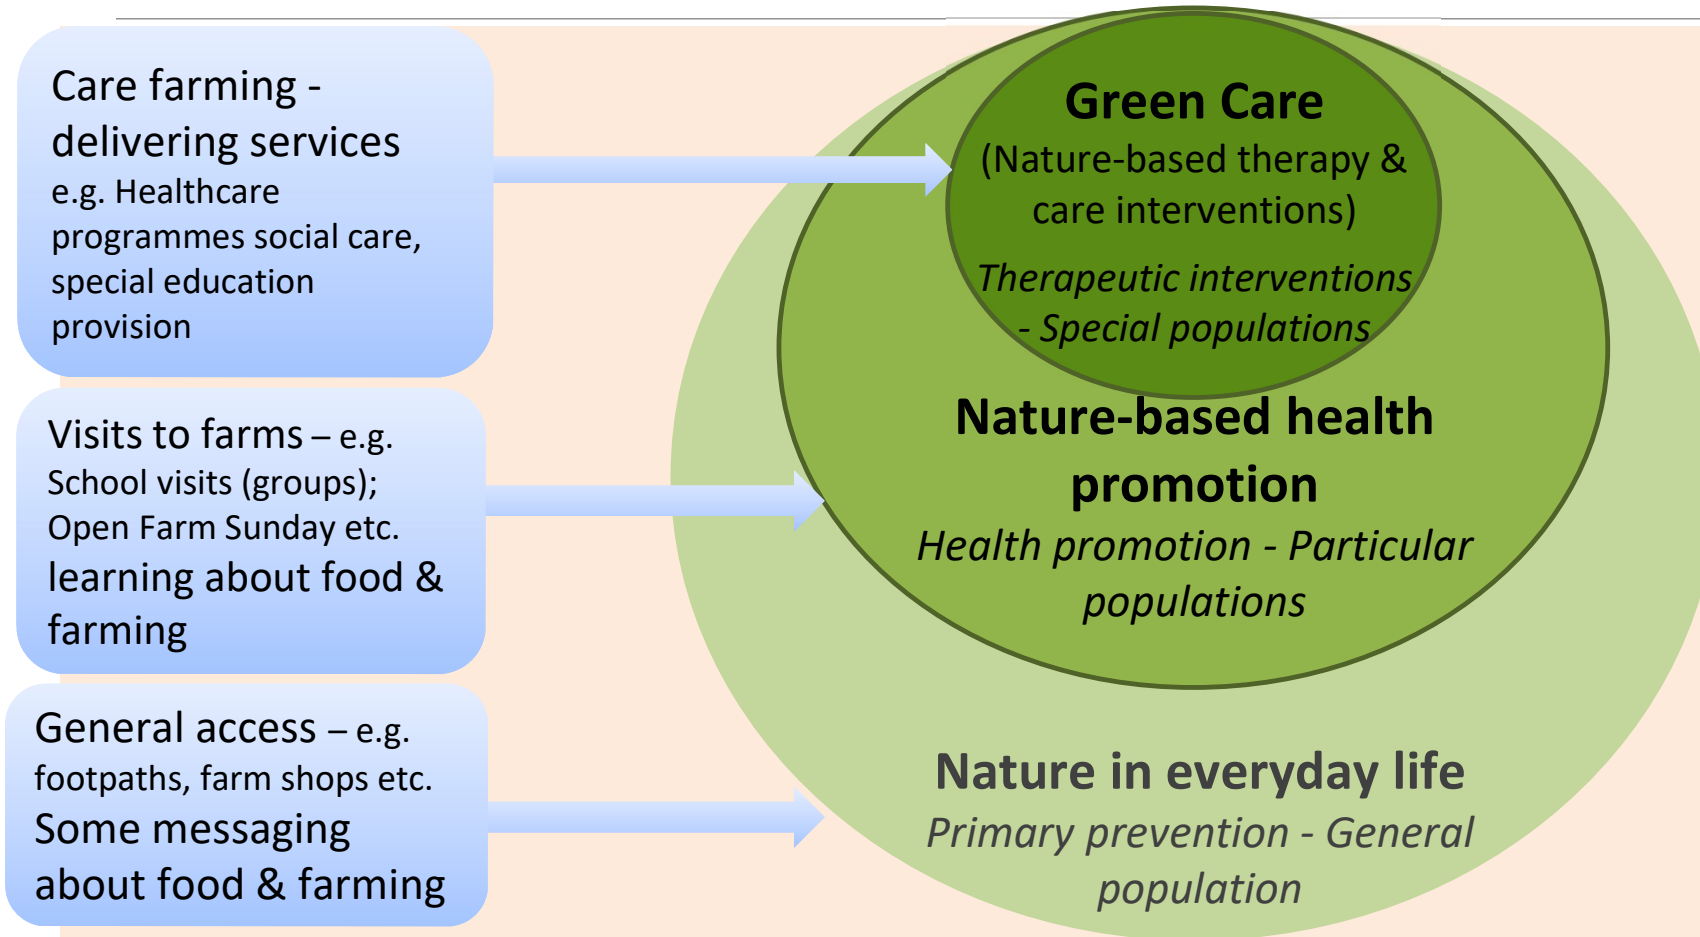 Care farming -
delivering services
e.g. Healthcare
programmes social care,
special education
provision
Visits to farms – e.g.
School visits (groups);
Open Farm Sunday etc.
learning about food &
farming
General access – e.g.
footpaths, farm shops etc.
Some messaging
about food & farming
Green Care
(Nature-based therapy &
care interventions)
Therapeutic interventions
- Special populations
Nature-based health
promotion
Health promotion - Particular
populations
Nature in everyday life
Primary prevention - General
population